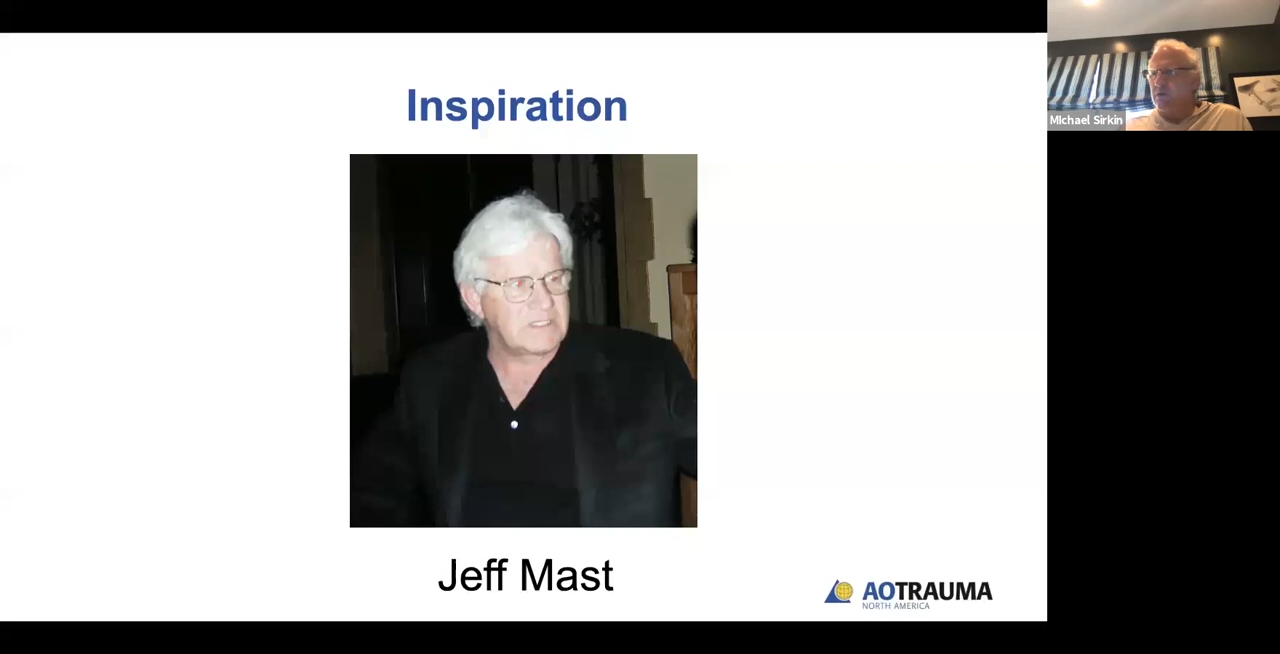 Inspiration
Michael Sirkin
Jeff Mast
AOTRAUMA
NORTH AMERICA